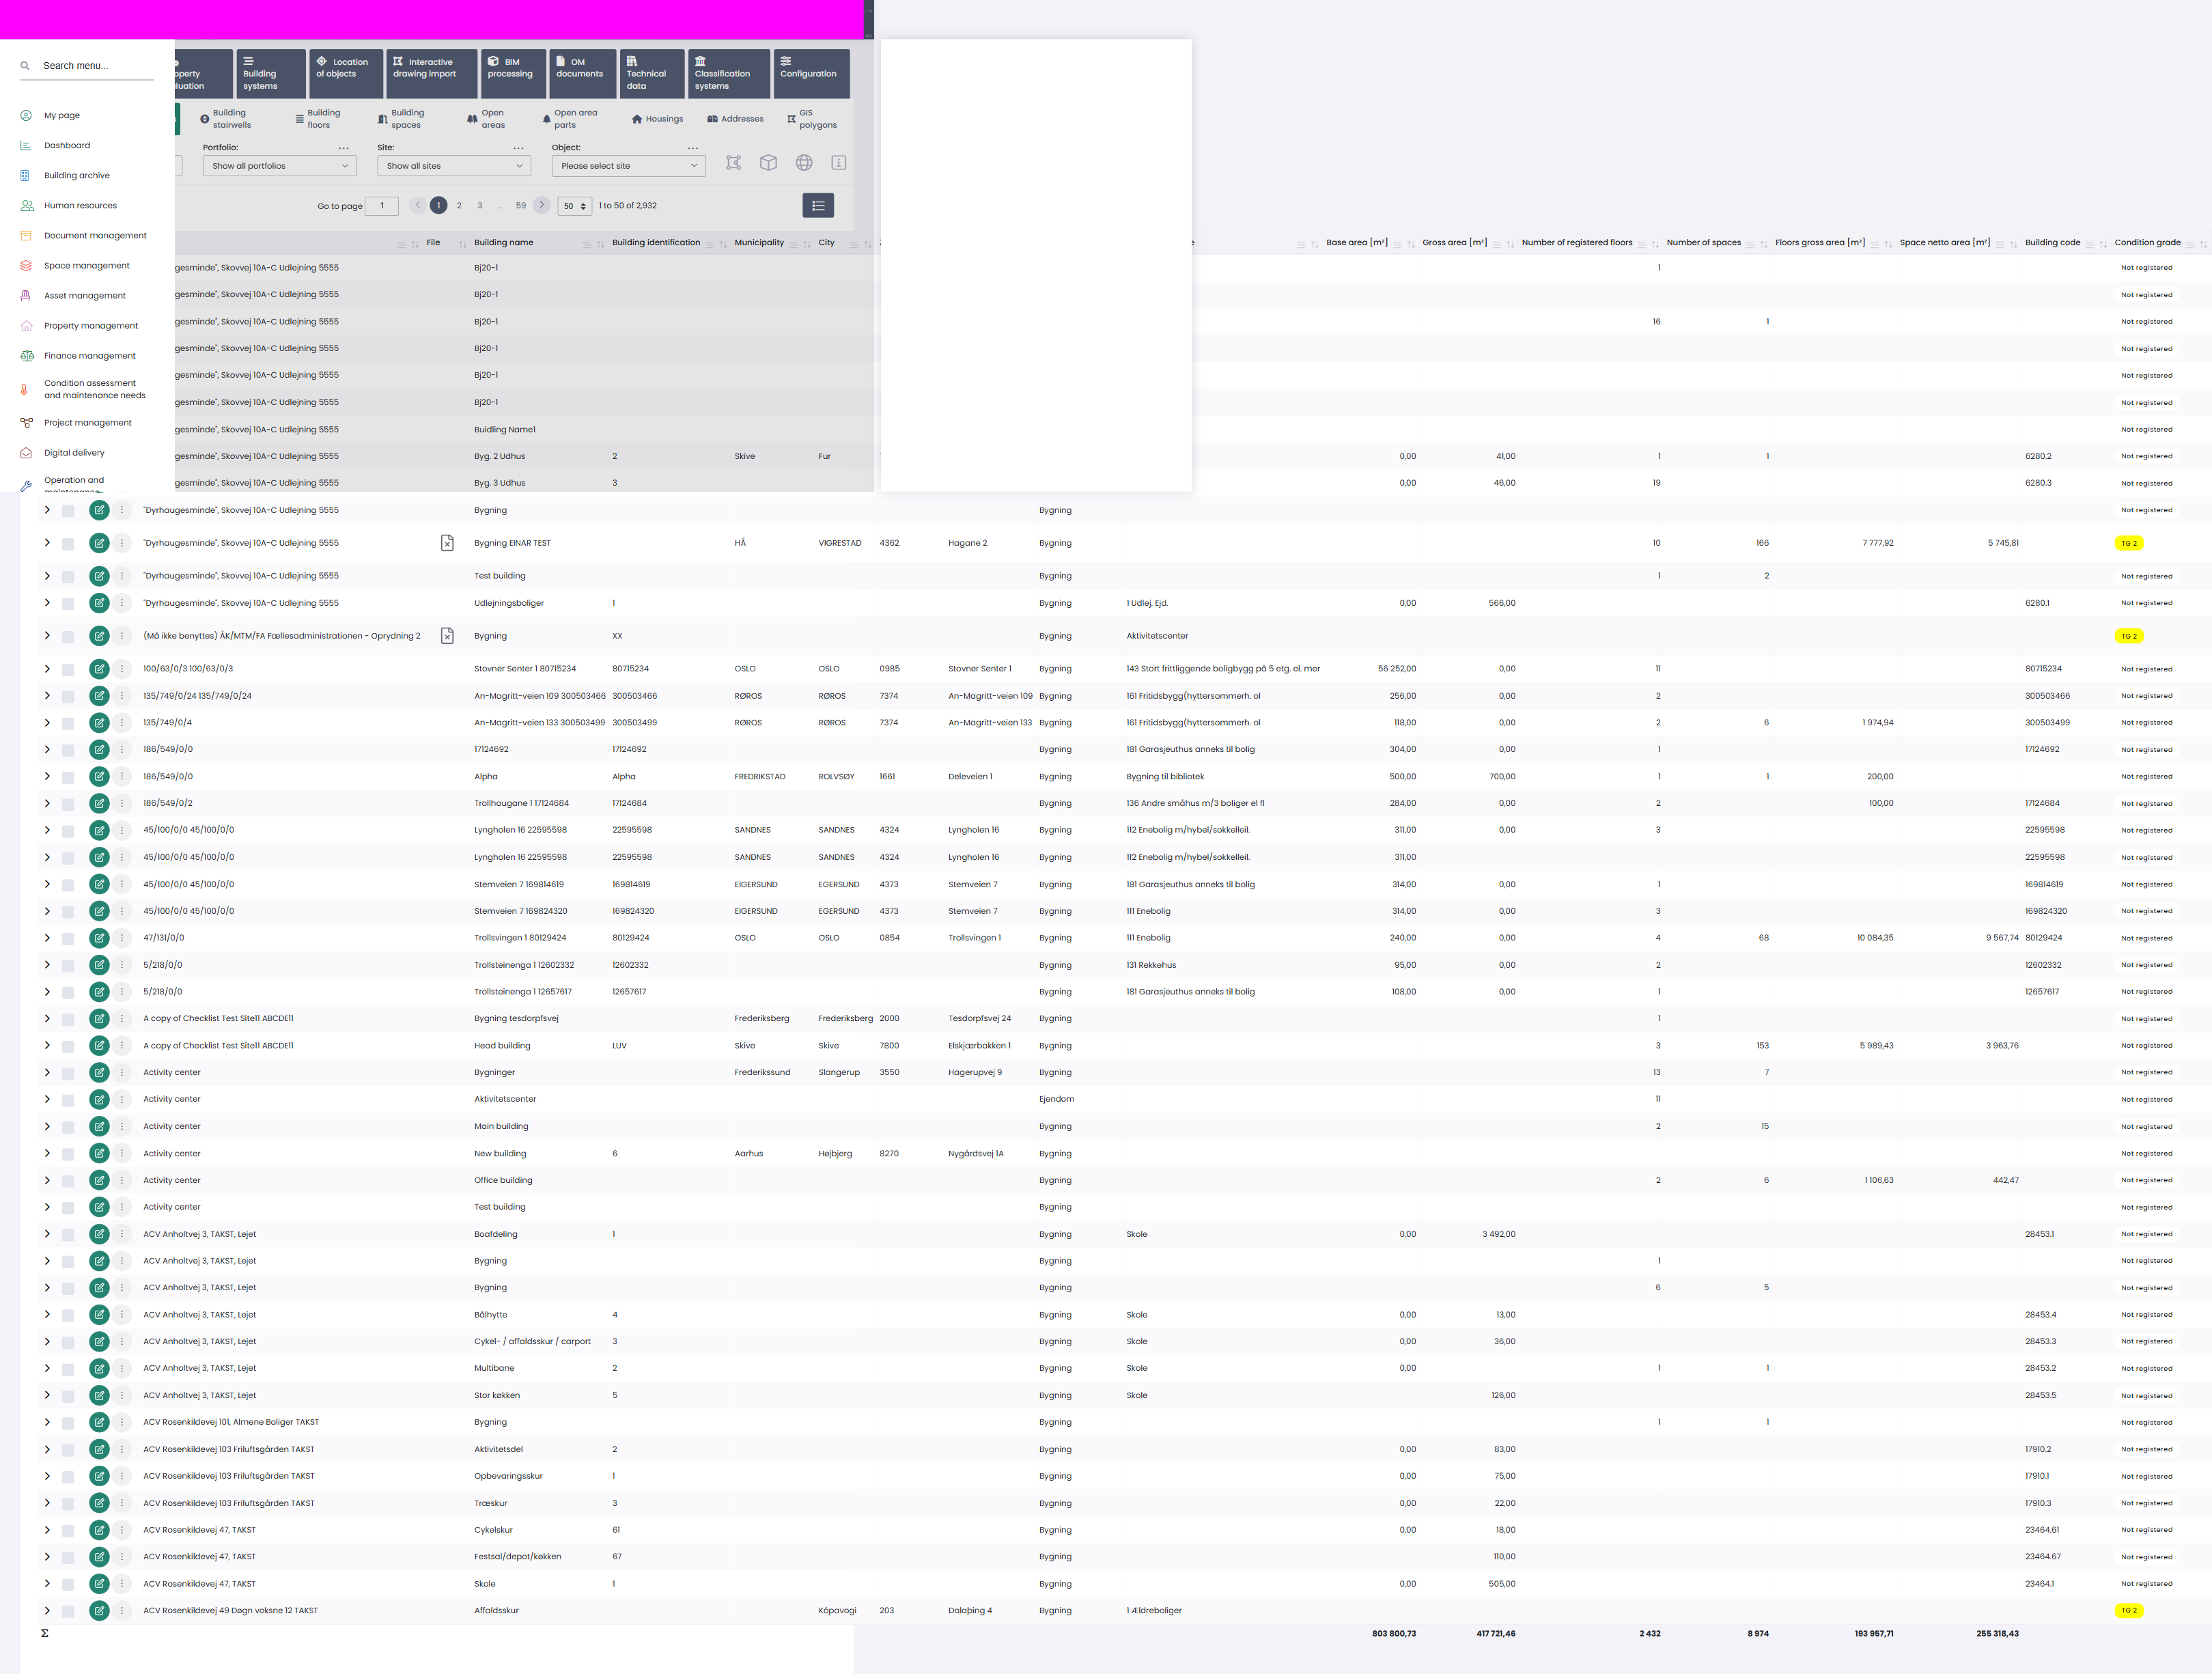 Search menu...
My page
Dashboard
Building archive
Human resources
Document management
Space management
Asset management
Property management
Finance management
Condition assessment
and maintenance needs
Project management
Digital delivery
Operation and
Building
systems
Location
of objects
Interactive
drawing import
BIM
processing
OM
documents
Technical
data
Classification
systems
Configuration
Building
stairwells
Building
floors
Building
spaces
Open
areas
Open area
parts
Housings
Addresses
GIS
polygons
Portfolio:
Show all portfolios
Site:
Show all sites
Object:
Please select site
Go to page 1 1 2 3 ... 59 50 1 to 50 of 2,932
File Building name Building identification Municipality City Base area [m²] Gross area [m²] Number of registered floors Number of spaces Floors gross area [m²] Space netto area [m²] Building code Condition grade
gesminde", Skovvej 10A-C Udlejning 5555 Bj20-1 1 Not registered
gesminde", Skovvej 10A-C Udlejning 5555 Bj20-1 Not registered
gesminde", Skovvej 10A-C Udlejning 5555 Bj20-1 16 1 Not registered
gesminde", Skovvej 10A-C Udlejning 5555 Bj20-1 Not registered
gesminde", Skovvej 10A-C Udlejning 5555 Bj20-1 Not registered
gesminde", Skovvej 10A-C Udlejning 5555 Bj20-1 Not registered
gesminde", Skovvej 10A-C Udlejning 5555 Buidling Name1 Not registered
gesminde", Skovvej 10A-C Udlejning 5555 Byg. 2 Udhus 2 Skive Fur 0,00 41,00 1 1 6280.2 Not registered
gesminde", Skovvej 10A-C Udlejning 5555 Byg. 3 Udhus 3 0,00 46,00 19 6280.3 Not registered
"Dyrhaugesminde", Skovvej 10A-C Udlejning 5555 Bygning Bygning Not registered
"Dyrhaugesminde", Skovvej 10A-C Udlejning 5555 Bygning EINAR TEST HÅ VIGRESTAD 4362 Hagane 2 Bygning 10 166 7 777,92 5 745,81 TG 2
"Dyrhaugesminde", Skovvej 10A-C Udlejning 5555 Test building Bygning 1 2 Not registered
"Dyrhaugesminde", Skovvej 10A-C Udlejning 5555 Udlejningsboliger 1 Bygning 1 Udlej. Ejd. 0,00 566,00 6280.1 Not registered
(Må ikke benyttes) ÅK/MTM/FA Fællesadministrationen - Oprydning 2 Bygning XX Bygning Aktivitetscenter TG 2
100/63/0/3 100/63/0/3 Stovner Senter 1 80715234 80715234 OSLO OSLO 0985 Stovner Senter 1 Bygning 143 Stort frittliggende boligbygg på 5 etg. el. mer 56 252,00 0,00 11 80715234 Not registered
135/749/0/24 135/749/0/24 An-Magritt-veien 109 300503466 300503466 RØROS RØROS 7374 An-Magritt-veien 109 Bygning 161 Fritidsbygg(hyttersommerh. ol 256,00 0,00 2 300503466 Not registered
135/749/0/4 An-Magritt-veien 133 300503499 300503499 RØROS RØROS 7374 An-Magritt-veien 133 Bygning 161 Fritidsbygg(hyttersommerh. ol 118,00 0,00 2 6 1 974,94 300503499 Not registered
186/549/0/0 17124692 17124692 Bygning 181 Garasjeuthus anneks til bolig 304,00 0,00 1 17124692 Not registered
186/549/0/0 Alpha Alpha FREDRIKSTAD ROLVSØY 1661 Deleveien 1 Bygning Bygning til bibliotek 500,00 700,00 1 1 200,00 Not registered
186/549/0/2 Trollhaugane 1 17124684 17124684 Bygning 136 Andre småhus m/3 boliger el fl 284,00 0,00 2 100,00 17124684 Not registered
45/100/0/0 45/100/0/0 Lyngholen 16 22595598 22595598 SANDNES SANDNES 4324 Lyngholen 16 Bygning 112 Enebolig m/hybel/sokkelleil. 311,00 0,00 3 22595598 Not registered
45/100/0/0 45/100/0/0 Lyngholen 16 22595598 22595598 SANDNES SANDNES 4324 Lyngholen 16 Bygning 112 Enebolig m/hybel/sokkelleil. 311,00 22595598 Not registered
45/100/0/0 45/100/0/0 Stemveien 7 169814619 169814619 EIGERSUND EGERSUND 4373 Stemveien 7 Bygning 181 Garasjeuthus anneks til bolig 314,00 0,00 1 169814619 Not registered
45/100/0/0 45/100/0/0 Stemveien 7 169824320 169824320 EIGERSUND EGERSUND 4373 Stemveien 7 Bygning 111 Enebolig 314,00 0,00 3 169824320 Not registered
47/131/0/0 Trollsvingen 1 80129424 80129424 OSLO OSLO 0854 Trollsvingen 1 Bygning 111 Enebolig 240,00 0,00 4 68 10 084,35 9 567,74 80129424 Not registered
5/218/0/0 Trollsteinenga 1 12602332 12602332 Bygning 131 Rekkehus 95,00 0,00 2 12602332 Not registered
5/218/0/0 Trollsteinenga 1 12657617 12657617 Bygning 181 Garasjeuthus anneks til bolig 108,00 0,00 1 12657617 Not registered
A copy of Checklist Test Site11 ABCDE11 Bygning tesdorpfsvej Frederiksberg Frederiksberg 2000 Tesdorpfsvej 24 Bygning 1 Not registered
A copy of Checklist Test Site11 ABCDE11 Head building LUV Skive Skive 7800 Elskjærbakken 1 Bygning 3 153 5 989,43 3 963,76 Not registered
Activity center Bygninger Frederikssund Slangerup 3550 Hagerupvej 9 Bygning 13 7 Not registered
Activity center Aktivitetscenter Ejendom 11 Not registered
Activity center Main building Bygning 2 15 Not registered
Activity center New building 6 Aarhus Højbjerg 8270 Nygårdsvej 1A Bygning Not registered
Activity center Office building Bygning 2 6 1 106,63 442,47 Not registered
Activity center Test building Bygning Not registered
ACV Anholtvej 3, TAKST, Lejet Boafdeling 1 Bygning Skole 0,00 3 492,00 28453.1 Not registered
ACV Anholtvej 3, TAKST, Lejet Bygning Bygning 1 Not registered
ACV Anholtvej 3, TAKST, Lejet Bygning Bygning 6 5 Not registered
ACV Anholtvej 3, TAKST, Lejet Bålhytte 4 Bygning Skole 0,00 13,00 28453.4 Not registered
ACV Anholtvej 3, TAKST, Lejet Cykel- / affaldsskur / carport 3 Bygning Skole 0,00 36,00 28453.3 Not registered
ACV Anholtvej 3, TAKST, Lejet Multibane 2 Bygning Skole 0,00 1 1 28453.2 Not registered
ACV Anholtvej 3, TAKST, Lejet Stor køkken 5 Bygning Skole 126,00 28453.5 Not registered
ACV Rosenkildevej 101, Almene Boliger TAKST Bygning Bygning 1 1 Not registered
ACV Rosenkildevej 103 Friluftsgården TAKST Aktivitetsdel 2 Bygning 0,00 83,00 17910.2 Not registered
ACV Rosenkildevej 103 Friluftsgården TAKST Opbevaringsskur 1 Bygning 0,00 75,00 17910.1 Not registered
ACV Rosenkildevej 103 Friluftsgården TAKST Træskur 3 Bygning 0,00 22,00 17910.3 Not registered
ACV Rosenkildevej 47, TAKST Cykelskur 61 Bygning 0,00 18,00 23464.61 Not registered
ACV Rosenkildevej 47, TAKST Festsal/depot/køkken 67 Bygning 110,00 23464.67 Not registered
ACV Rosenkildevej 47, TAKST Skole 1 Bygning 0,00 505,00 23464.1 Not registered
ACV Rosenkildevej 49 Døgn voksne 12 TAKST Affaldsskur Kópavogi 203 Dalaþing 4 Bygning 1 Ældreboliger TG 2
Σ 803 800,73 417 721,46 2 432 8 974 193 957,71 255 318,43